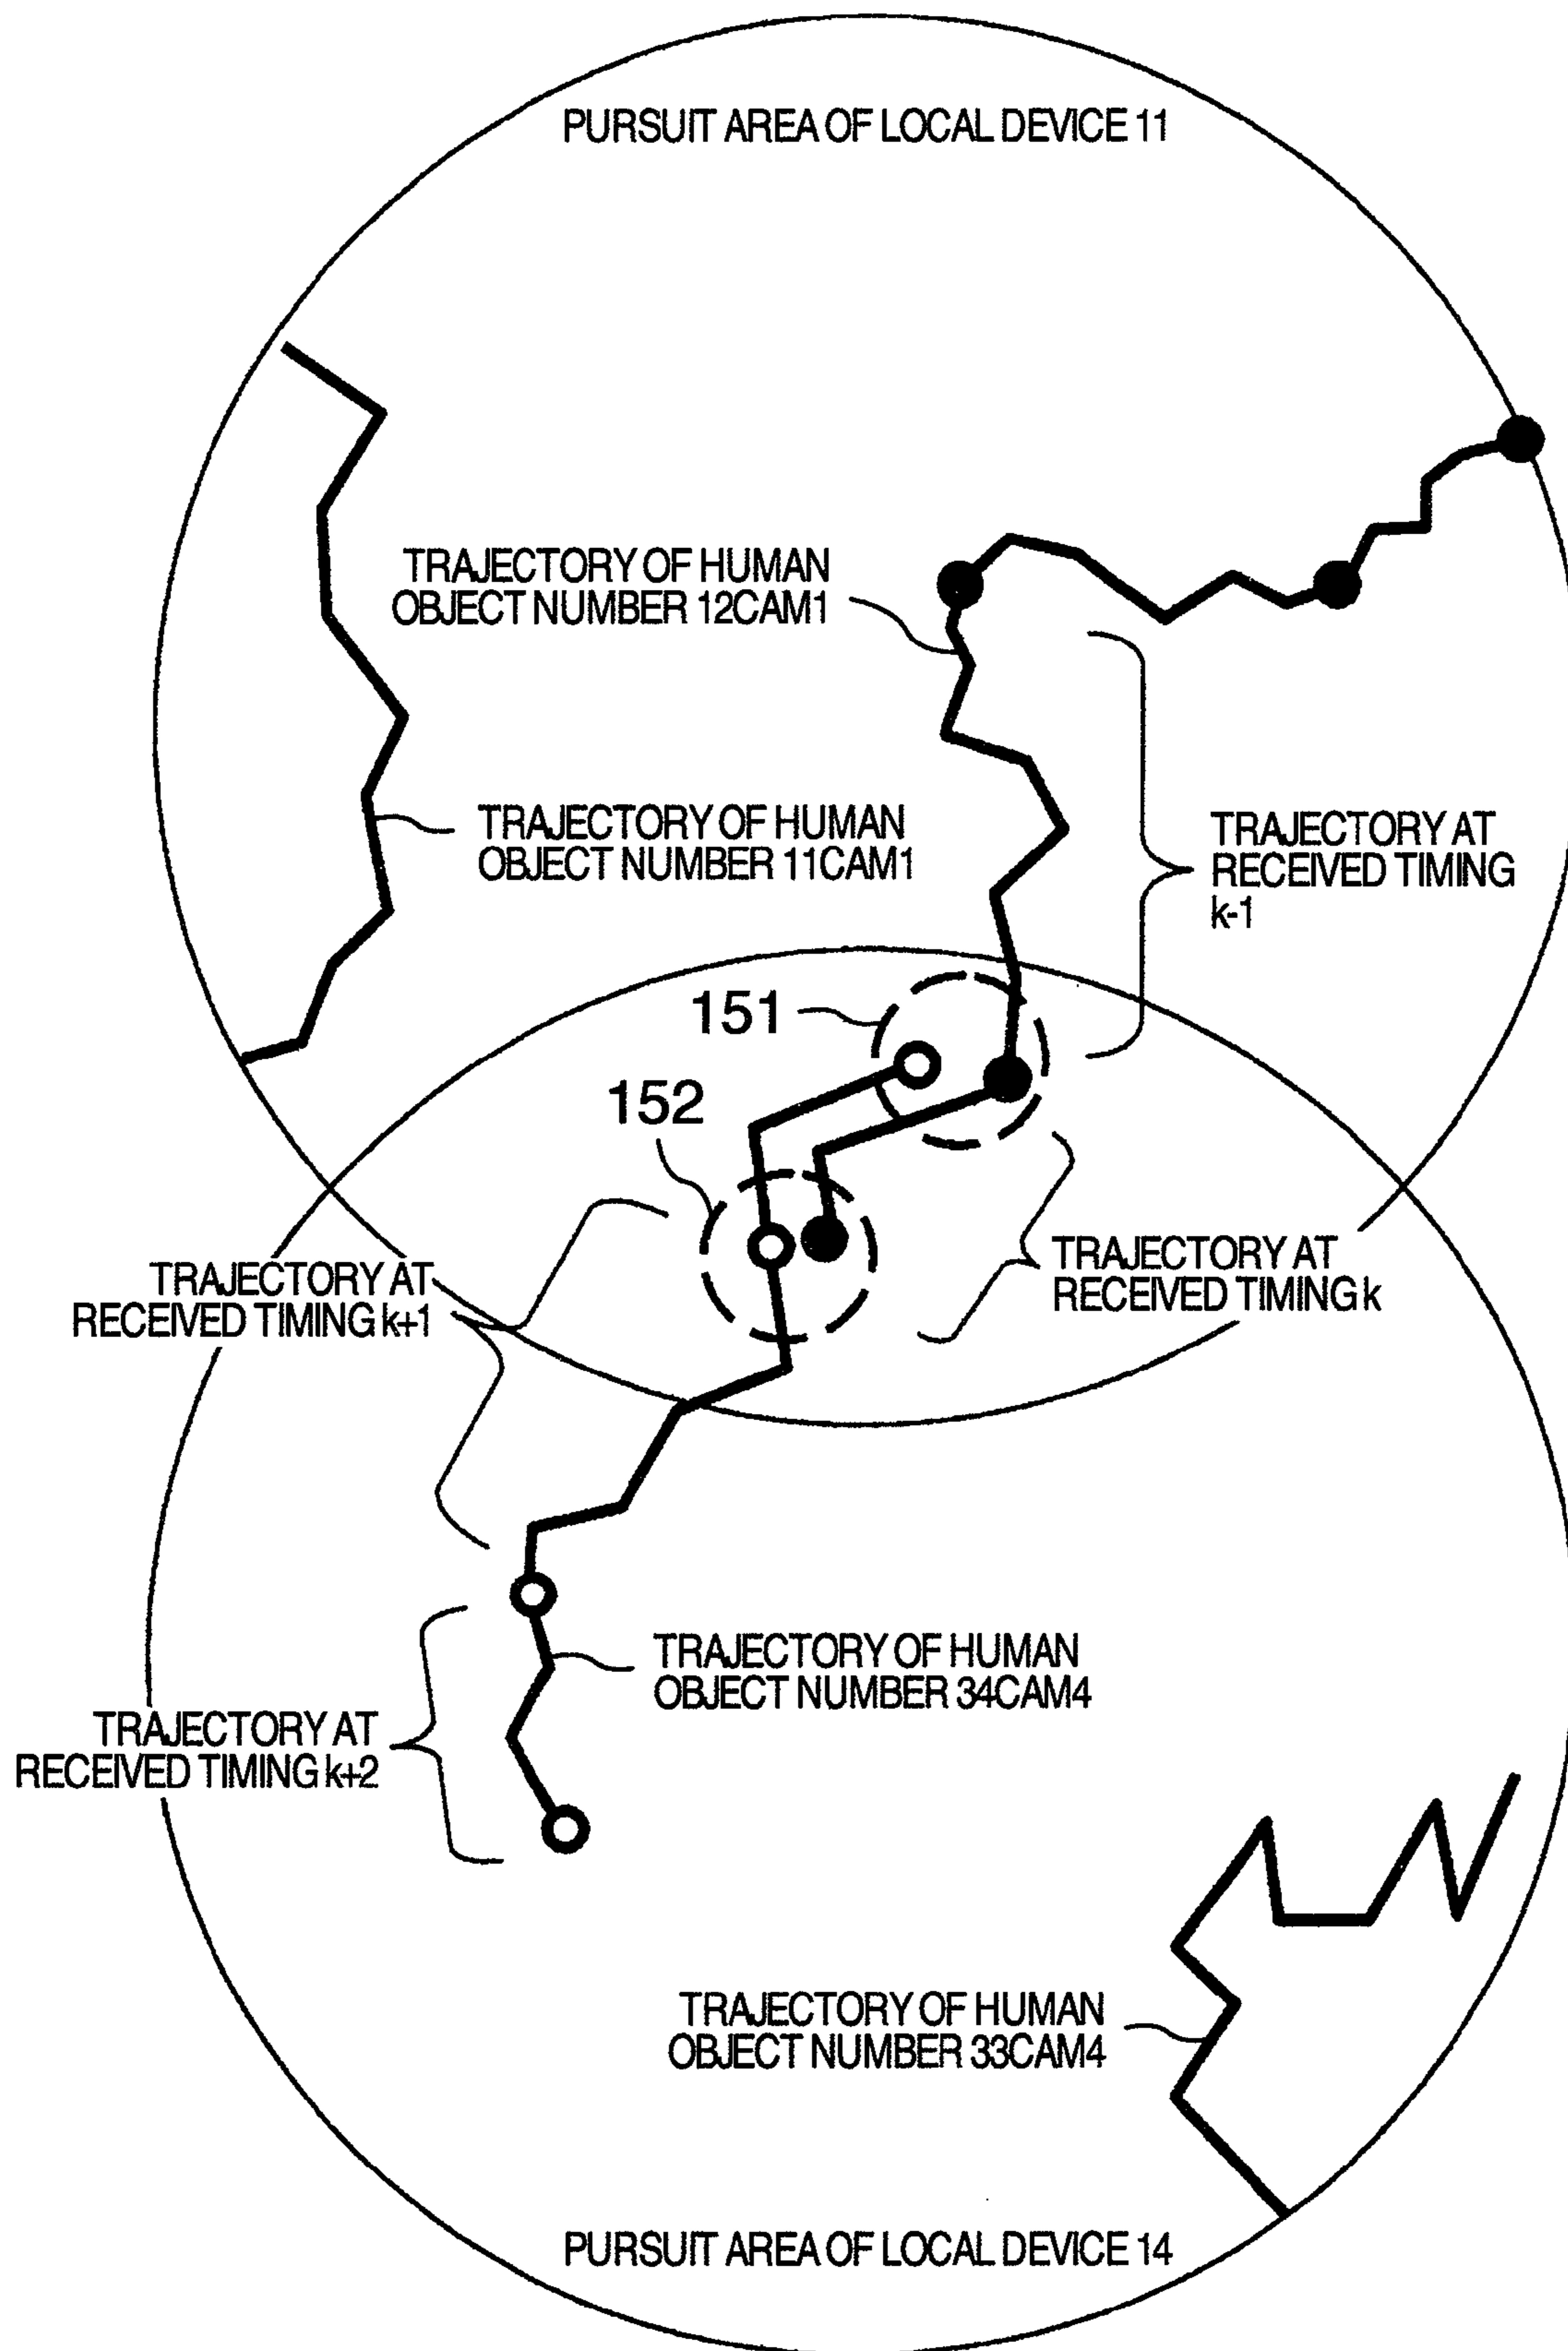 PURSUIT AREA OF LOCAL DEVICE 11
TRAJECTORY OF HUMAN
OBJECT NUMBER 12CAM1
TRAJECTORY OF HUMAN
OBJECT NUMBER 11CAM1
TRAJECTORY AT
RECEIVED TIMING
k-1
151
152
TRAJECTORY AT
RECEIVED TIMING k
TRAJECTORY AT
RECEIVED TIMING k+1
TRAJECTORY OF HUMAN
OBJECT NUMBER 34CAM4
TRAJECTORY AT
RECEIVED TIMING k+2
TRAJECTORY OF HUMAN
OBJECT NUMBER 33CAM4
PURSUIT AREA OF LOCAL DEVICE 14